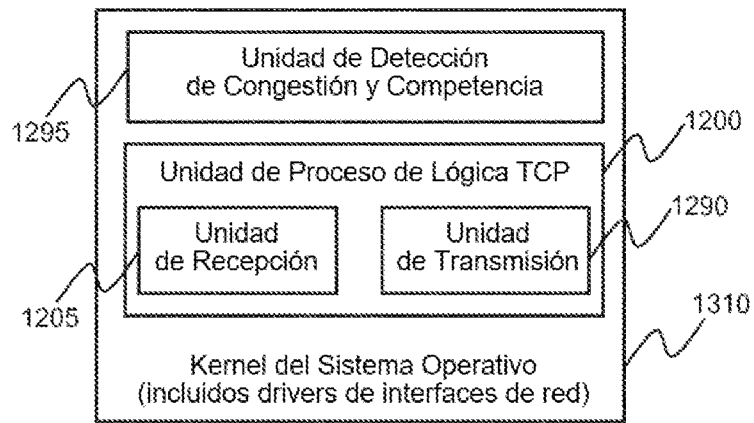 Unidad de Detección
de Congestión y Competencia
1295
1200
Unidad de Proceso de Lógica TCP
1290
Unidad
de Recepción
Unidad
de Transmisión
1205
1310
Kernel del Sistema Operativo
(incluidos drivers de interfaces de red)